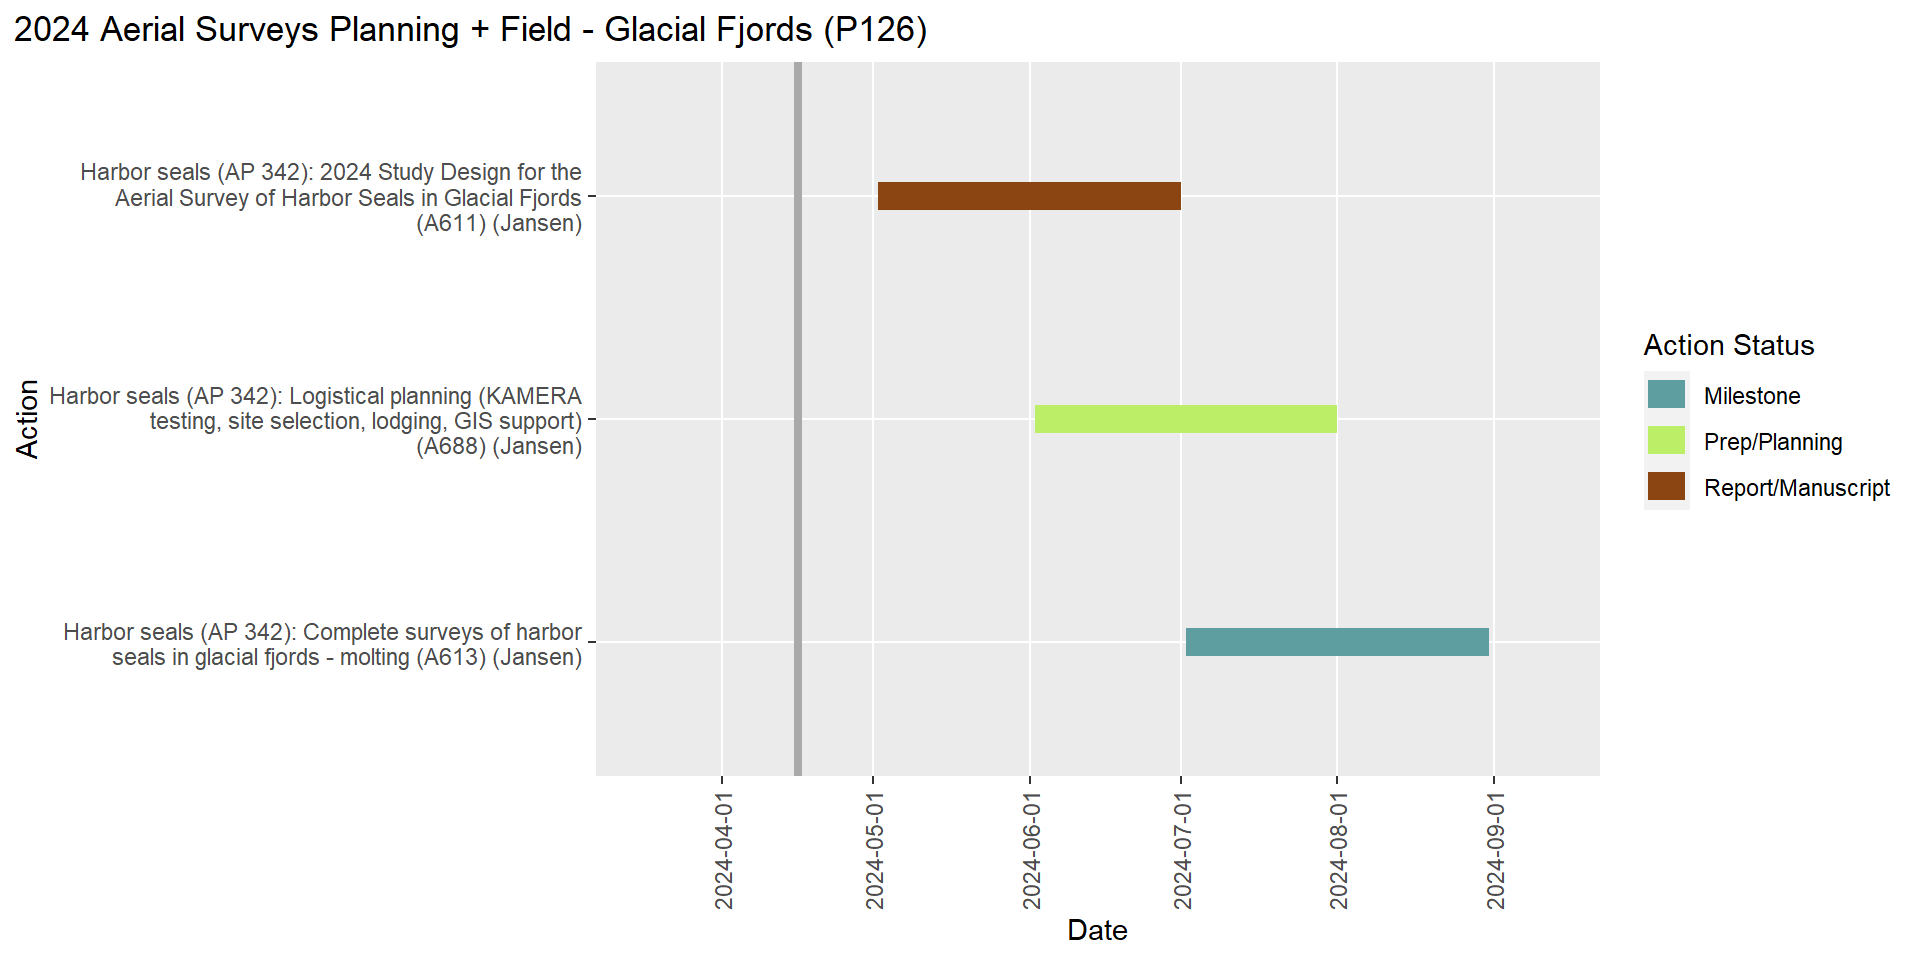 2024 Aerial Surveys Planning + Field - Glacial Fjords (P126)
Harbor seals (AP 342): 2024 Study Design for the
Aerial Survey of Harbor Seals in Glacial Fjords
(A611) (Jansen)
Harbor seals (AP 342): Logistical planning (KAMERA
testing, site selection, lodging, GIS support)
(A688) (Jansen)
Harbor seals (AP 342): Complete surveys of harbor
seals in glacial fjords - molting (A613) (Jansen)
Action
2024-04-01
2024-05-01
2024-06-01
2024-07-01
2024-08-01
2024-09-01
Date
Action Status
Milestone
Prep/Planning
Report/Manuscript